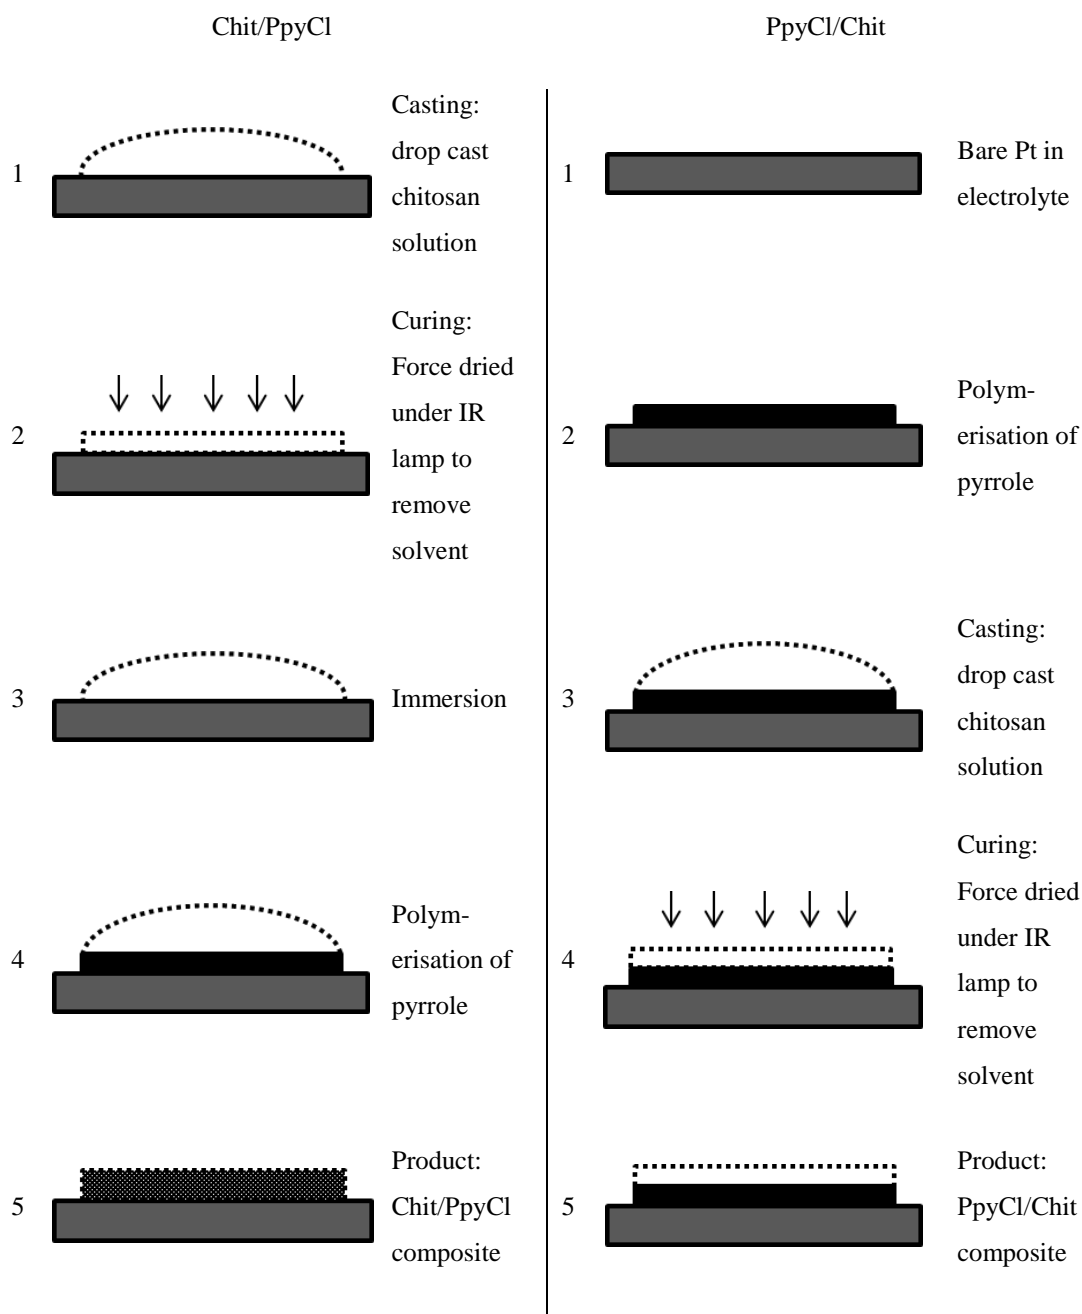 Chit/PpyCl
1
Casting:
drop cast
chitosan
solution
2
Curing:
Force dried
under IR
lamp to
remove
solvent
3
Immersion
4
Polym-
erisation of
pyrrole
5
Product:
Chit/PpyCl
composite
PpyCl/Chit
1
Bare Pt in
electrolyte
2
Polym-
erisation of
pyrrole
3
Casting:
drop cast
chitosan
solution
4
Curing:
Force dried
under IR
lamp to
remove
solvent
5
Product:
PpyCl/Chit
composite